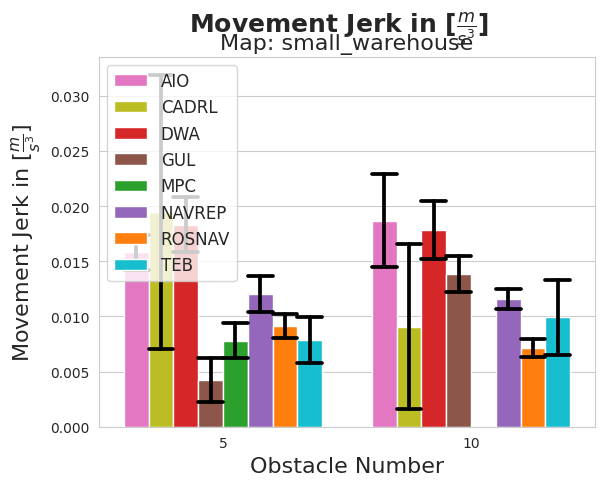 Movement Jerk in [$\frac{m}{s^3}$]
Map: small_warehouse
Movement Jerk in [$\frac{m}{s^3}$]
0.030
0.025
0.020
0.015
0.010
0.005
0.000
AIO
CADRL
DWA
GUL
MPC
NAVREP
ROSNAV
TEB
5
10
Obstacle Number